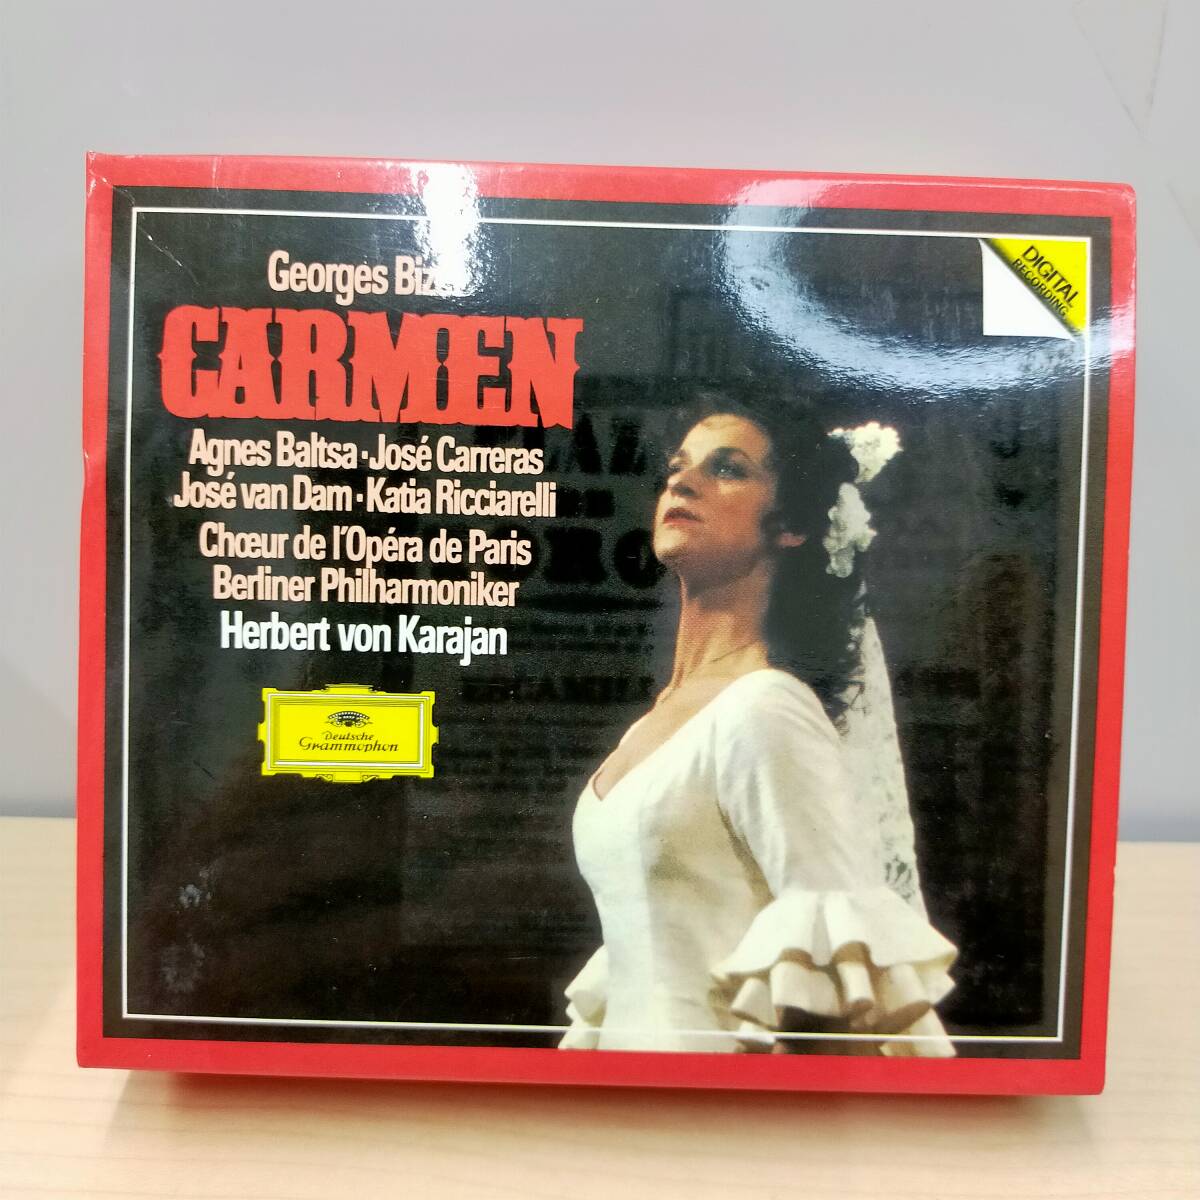 Georges
CARMEN
Agnes Baltsa · José Carreras
José van Dam · Katia Ricciarelli
Chœur de l'Opéra de Paris
Berliner Philharmoniker
Herbert von Karajan
Deutsche
Grammophon
DIGITAL
RECORDING